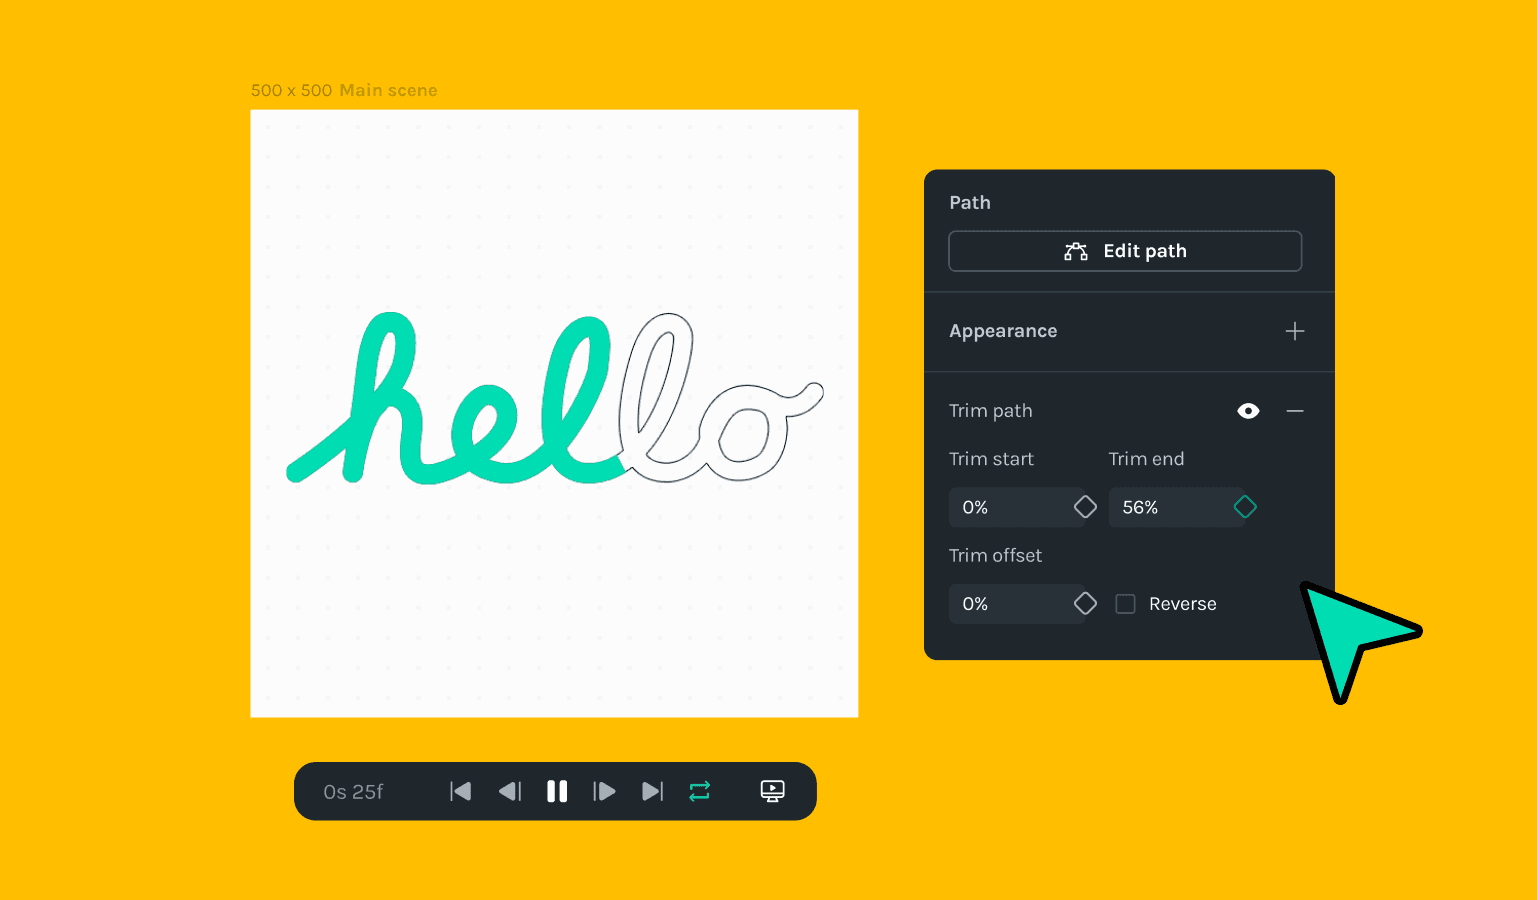 500 x 500 Main scene
hello
Path
Edit path
Appearance
Trim path
Trim start Trim end
0% 56%
Trim offset
0% Reverse
0s 25f